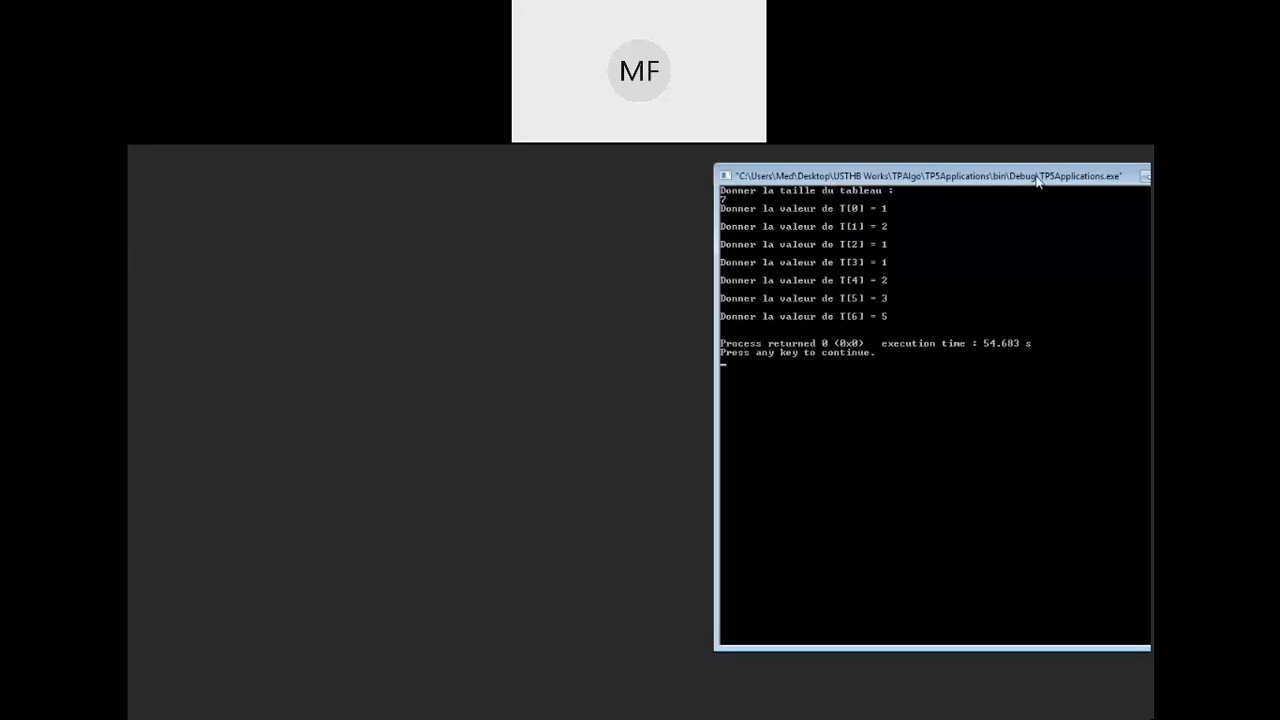 MF
"C:\Users\Med\Desktop\USTHB Works\TPAlgo\TP5Applications\bin\Debug\TP5Applications.exe"
Donner la taille du tableau :
7
Donner la valeur de T[0] = 1
Donner la valeur de T[1] = 2
Donner la valeur de T[2] = 1
Donner la valeur de T[3] = 1
Donner la valeur de T[4] = 2
Donner la valeur de T[5] = 3
Donner la valeur de T[6] = 5
Process returned 0 (0x0)   execution time : 54.683 s
Press any key to continue.